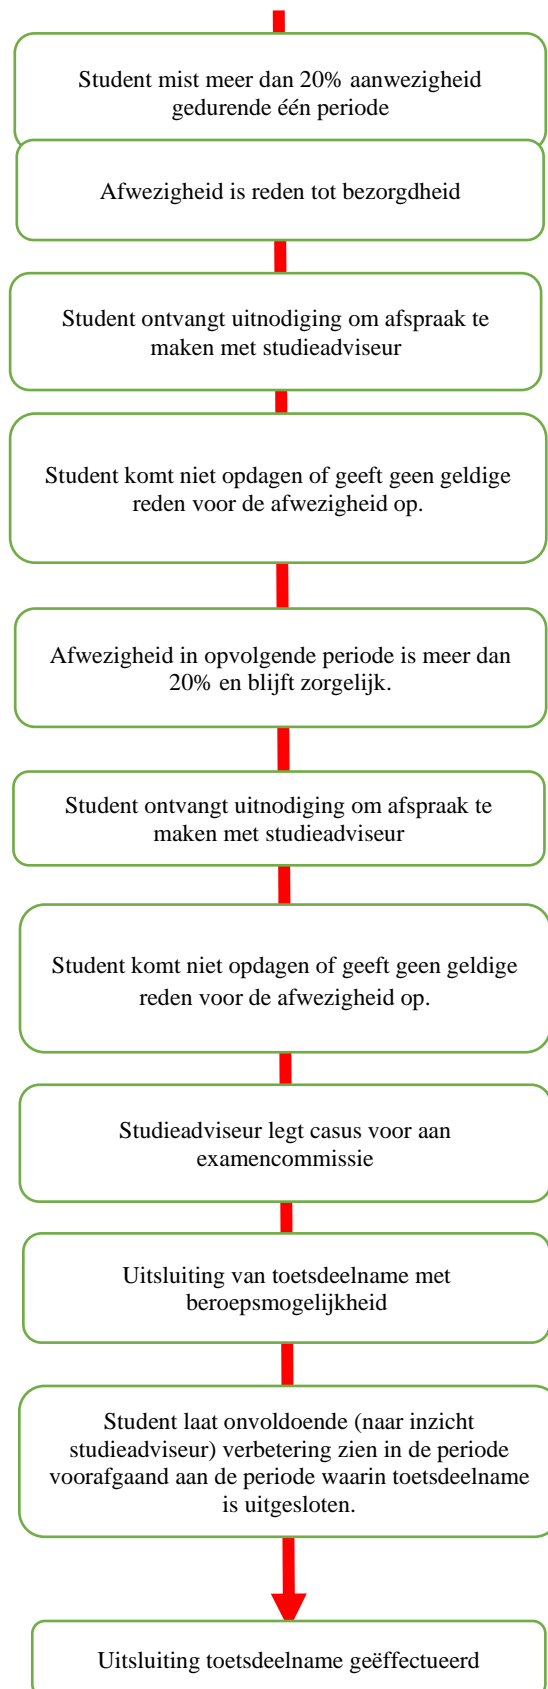 Student mist meer dan 20% aanwezigheid
gedurende één periode
Afwezigheid is reden tot bezorgdheid
Student ontvangt uitnodiging om afspraak te
maken met studieadviseur
Student komt niet opdagen of geeft geen geldige
reden voor de afwezigheid op.
Afwezigheid in opvolgende periode is meer dan
20% en blijft zorgelijk.
Student ontvangt uitnodiging om afspraak te
maken met studieadviseur
Student komt niet opdagen of geeft geen geldige
reden voor de afwezigheid op.
Studieadviseur legt casus voor aan
examencommissie
Uitsluiting van toetsdeelname met
beroepsmogelijkheid
Student laat onvoldoende (naar inzicht
studieadviseur) verbetering zien in de periode
voorafgaand aan de periode waarin toetsdeelname
is uitgesloten.
Uitsluiting toetsdeelname geëffectueerd